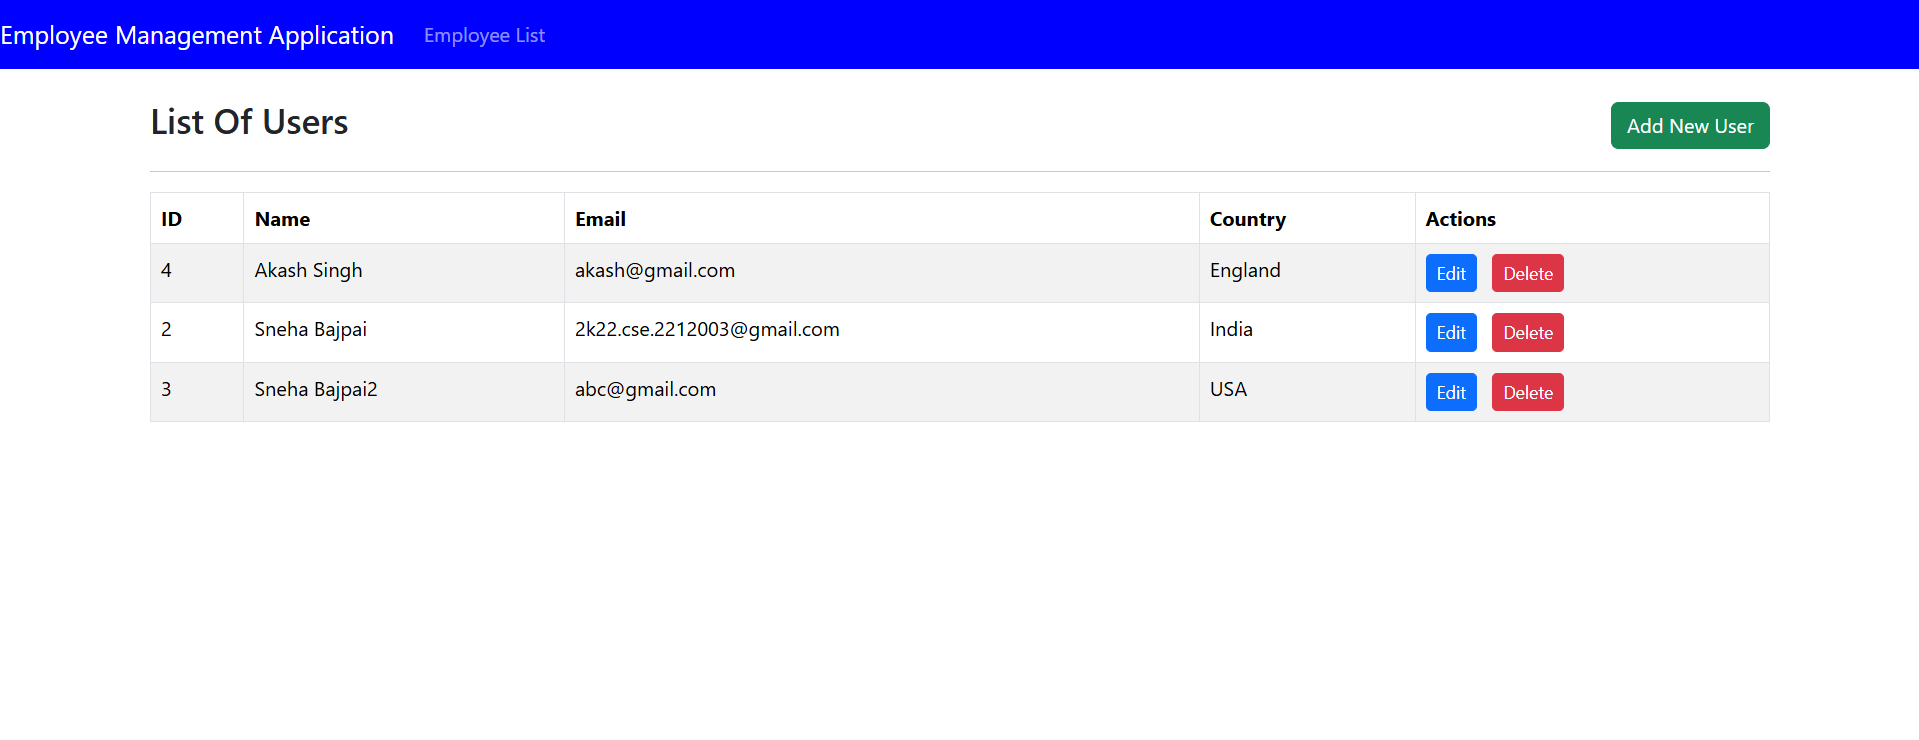 Employee Management Application Employee List
List Of Users Add New User
ID Name Email Country Actions
4 Akash Singh akash@gmail.com England Edit Delete
2 Sneha Bajpai 2k22.cse.2212003@gmail.com India Edit Delete
3 Sneha Bajpai2 abc@gmail.com USA Edit Delete